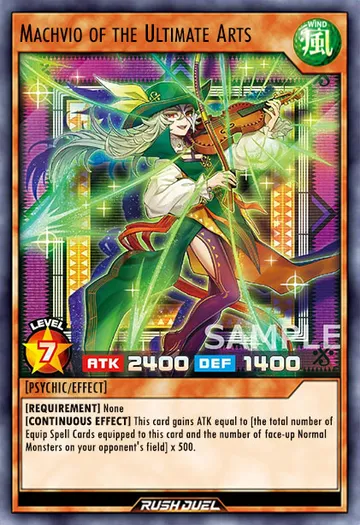 Machvio of the Ultimate Arts
WIND
風
SAMPLE
LEVEL
7
ATK 2400 DEF 1400
[PSYCHIC/EFFECT]
[REQUIREMENT] None
[CONTINUOUS EFFECT] This card gains ATK equal to [the total number of
Equip Spell Cards equipped to this card and the number of face-up Normal
Monsters on your opponent's field] x 500.
RUSH DUEL